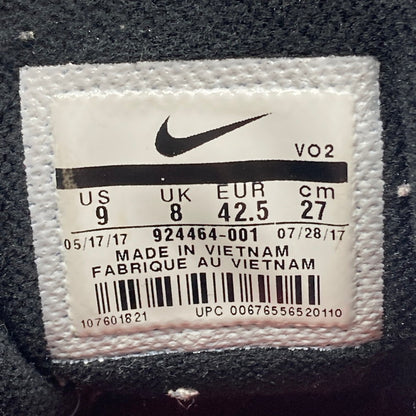 VO2
US UK EUR cm
9 8 42.5 27
05/17/17 924464-001 07/28/17
MADE IN VIETNAM
FABRIQUE AU VIETNAM
107601821 UPC 00676556520110